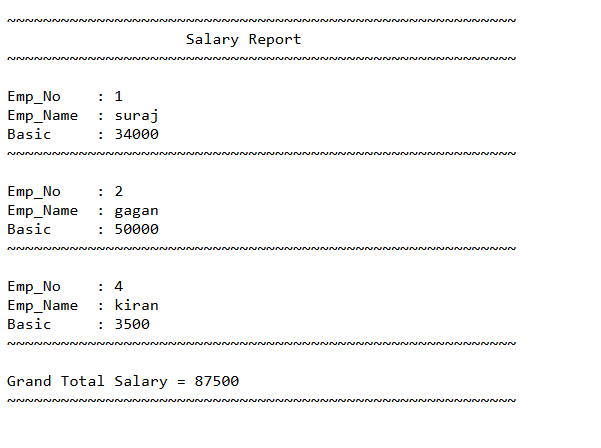 ~~~~~~~~~~~~~~~~~~~~~~~~~~~~~~~~~~~~~~~~~~~~~~~~~~~~~~~~~
Salary Report
~~~~~~~~~~~~~~~~~~~~~~~~~~~~~~~~~~~~~~~~~~~~~~~~~~~~~~~~~
Emp_No    : 1
Emp_Name  : suraj
Basic     : 34000
~~~~~~~~~~~~~~~~~~~~~~~~~~~~~~~~~~~~~~~~~~~~~~~~~~~~~~~~~
Emp_No    : 2
Emp_Name  : gagan
Basic     : 50000
~~~~~~~~~~~~~~~~~~~~~~~~~~~~~~~~~~~~~~~~~~~~~~~~~~~~~~~~~
Emp_No    : 4
Emp_Name  : kiran
Basic     : 3500
~~~~~~~~~~~~~~~~~~~~~~~~~~~~~~~~~~~~~~~~~~~~~~~~~~~~~~~~~
Grand Total Salary = 87500
~~~~~~~~~~~~~~~~~~~~~~~~~~~~~~~~~~~~~~~~~~~~~~~~~~~~~~~~~